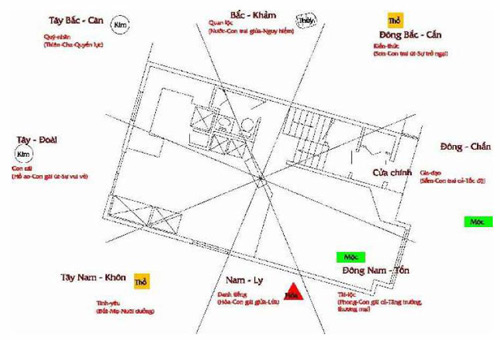 Tây Bắc - Càn
Kim
Quý-nhân
(Thiên-Cha-Quyền lực)
Bắc - Khảm
Thủy
Quan lộc
(Nước-Con trai giữa-Nguy hiểm)
Thổ
Đông Bắc - Cấn
Kiến-thức
(Sơn-Con trai út-Sự trở ngại)
Tây - Đoài
Kim
Con cái
(Hồ ao-Con gái út-Sự vui vẻ)
Đông - Chấn
Cửa chính
Gia-đạo
(Sấm-Con trai cả-Tốc độ)
Mộc
Mộc
Tây Nam - Khôn
Thổ
Tình-yêu
(Đất-Mẹ-Nuôi dưỡng)
Nam - Ly
Hỏa
Danh tiếng
(Hỏa-Con gái giữa-Lửa)
Đông Nam - Tốn
Tài-lộc
(Phong-Con gái cả-Tăng trưởng,
thương mại)